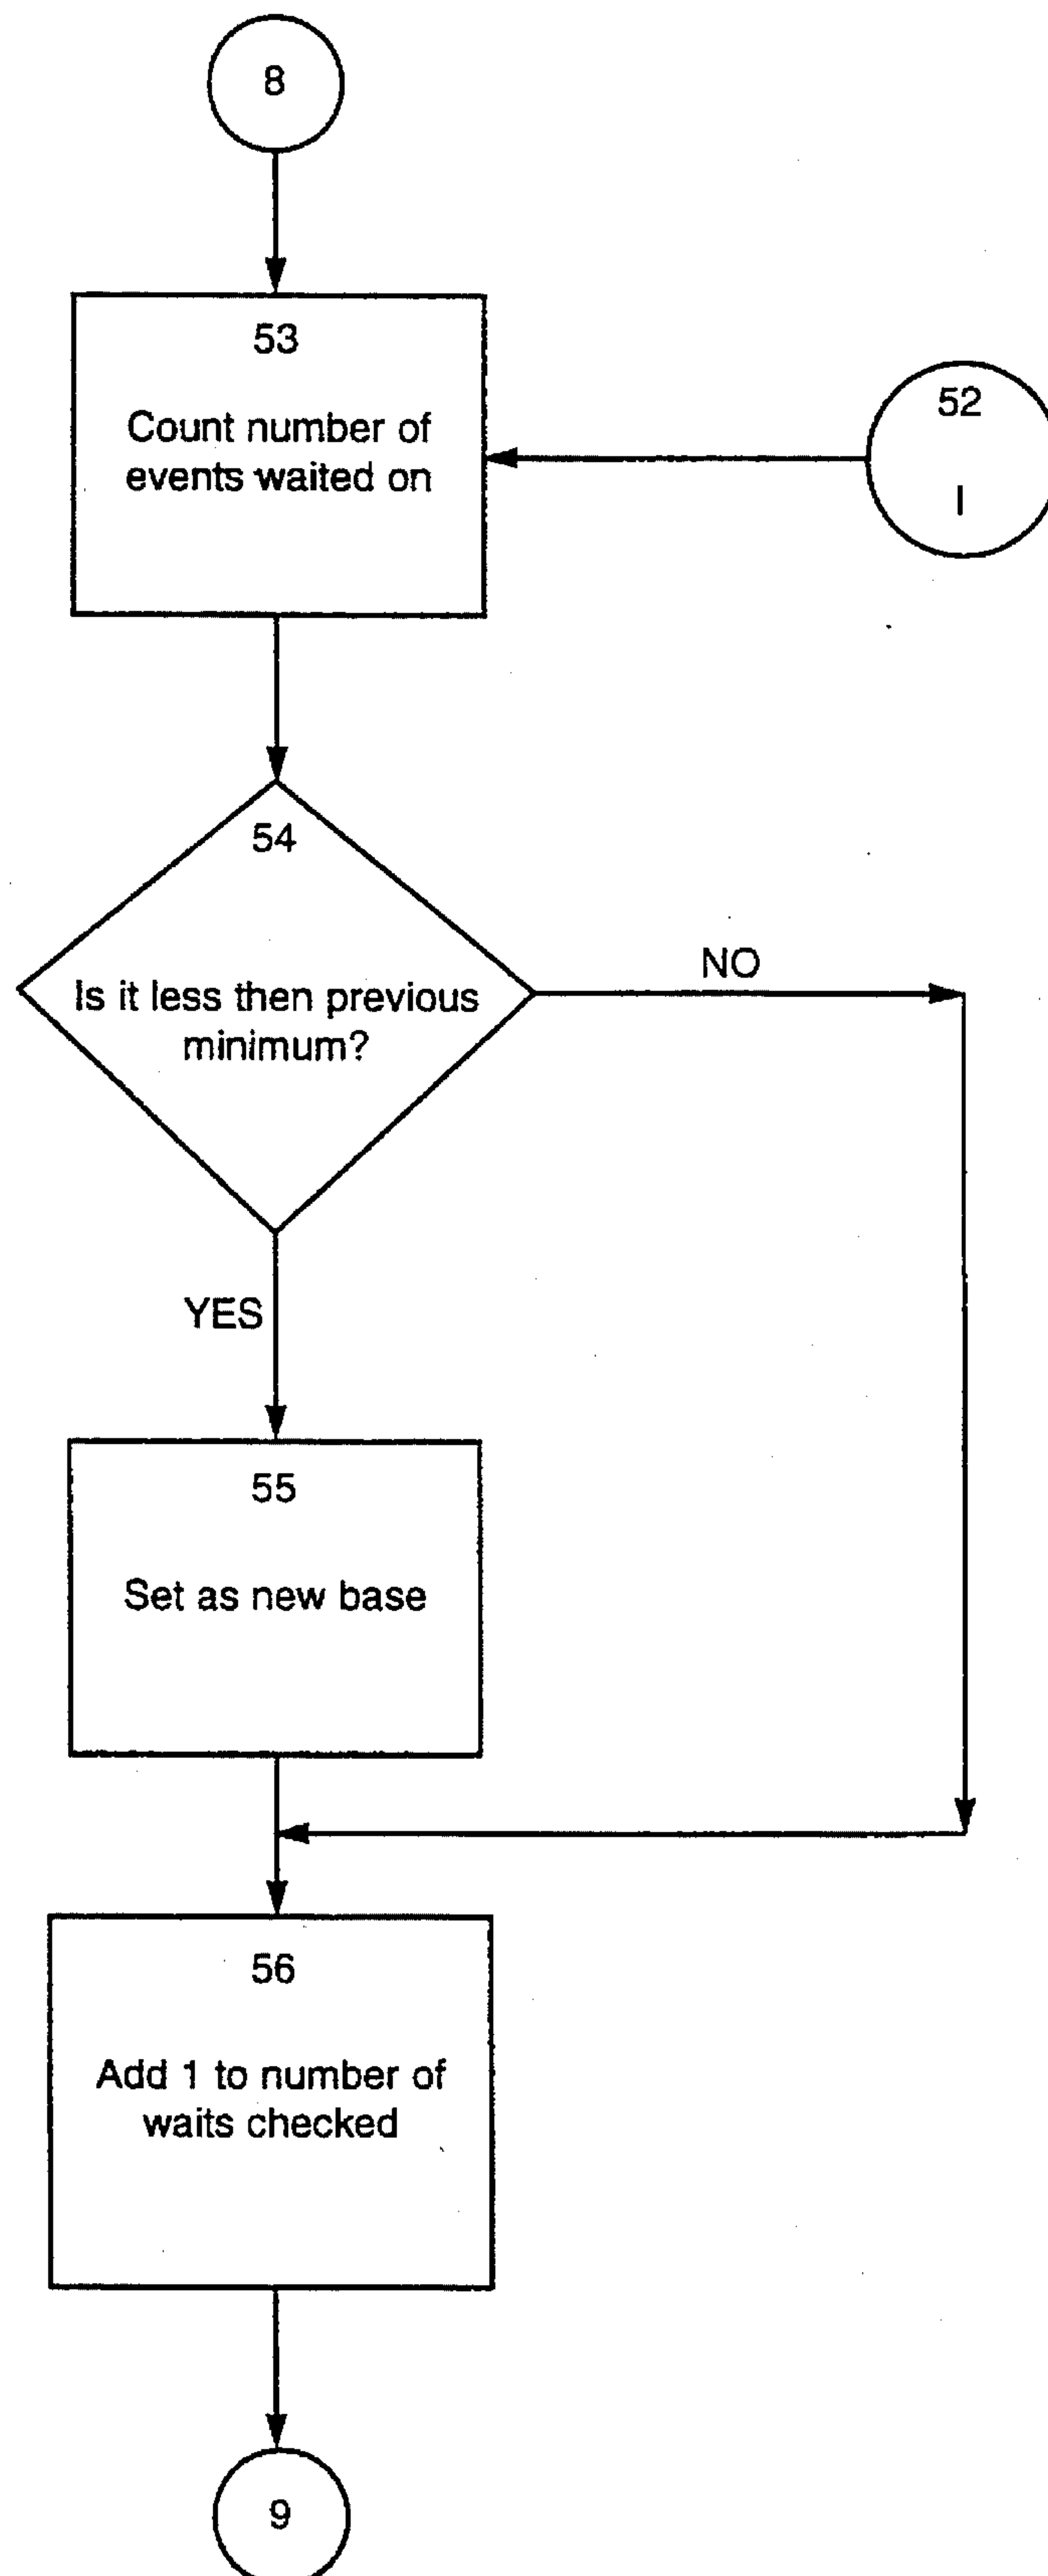 8
53
Count number of
events waited on
52
I
54
Is it less then previous
minimum?
NO
YES
55
Set as new base
56
Add 1 to number of
waits checked
9